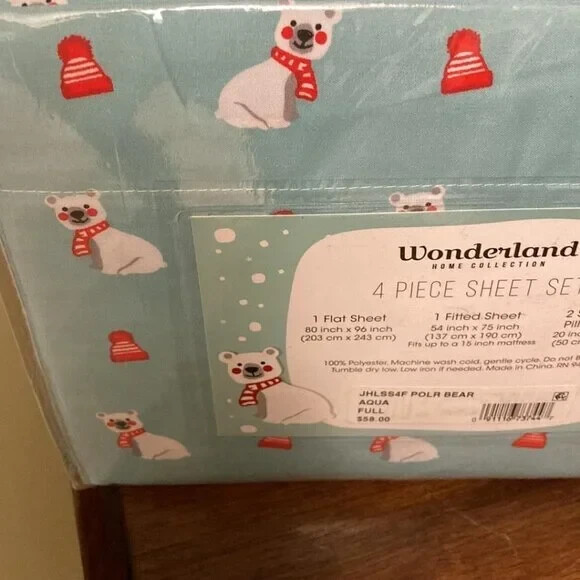 Wonderland
HOME COLLECTION
4 PIECE SHEET SET
1 Flat Sheet
80 inch x 96 inch
(203 cm x 243 cm)
1 Fitted Sheet
54 inch x 75 inch
(137 cm x 190 cm)
Fits up to a 15 inch mattress
2
20
(50
100% Polyester. Machine wash cold, gentle cycle. Do not
Tumble dry low. Low iron if needed. Made in China. RN
JHLSS4F POLR BEAR
AQUA
FULL
$58.00